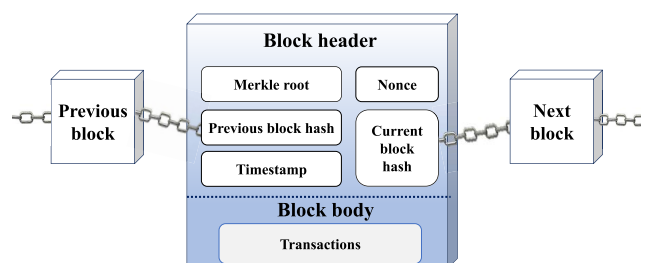 Block header
Merkle root
Nonce
Previous
block
Previous block hash
Current
block
hash
Next
block
Timestamp
Block body
Transactions